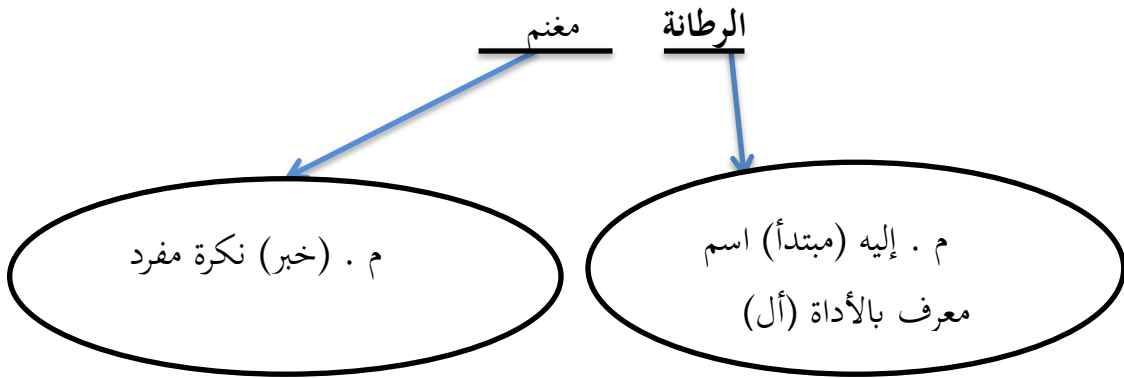 الرطانة مغنم
م . إليه (مبتدأ) اسم
معرف بالأداة (أل)
م . (خبر) نكرة مفرد